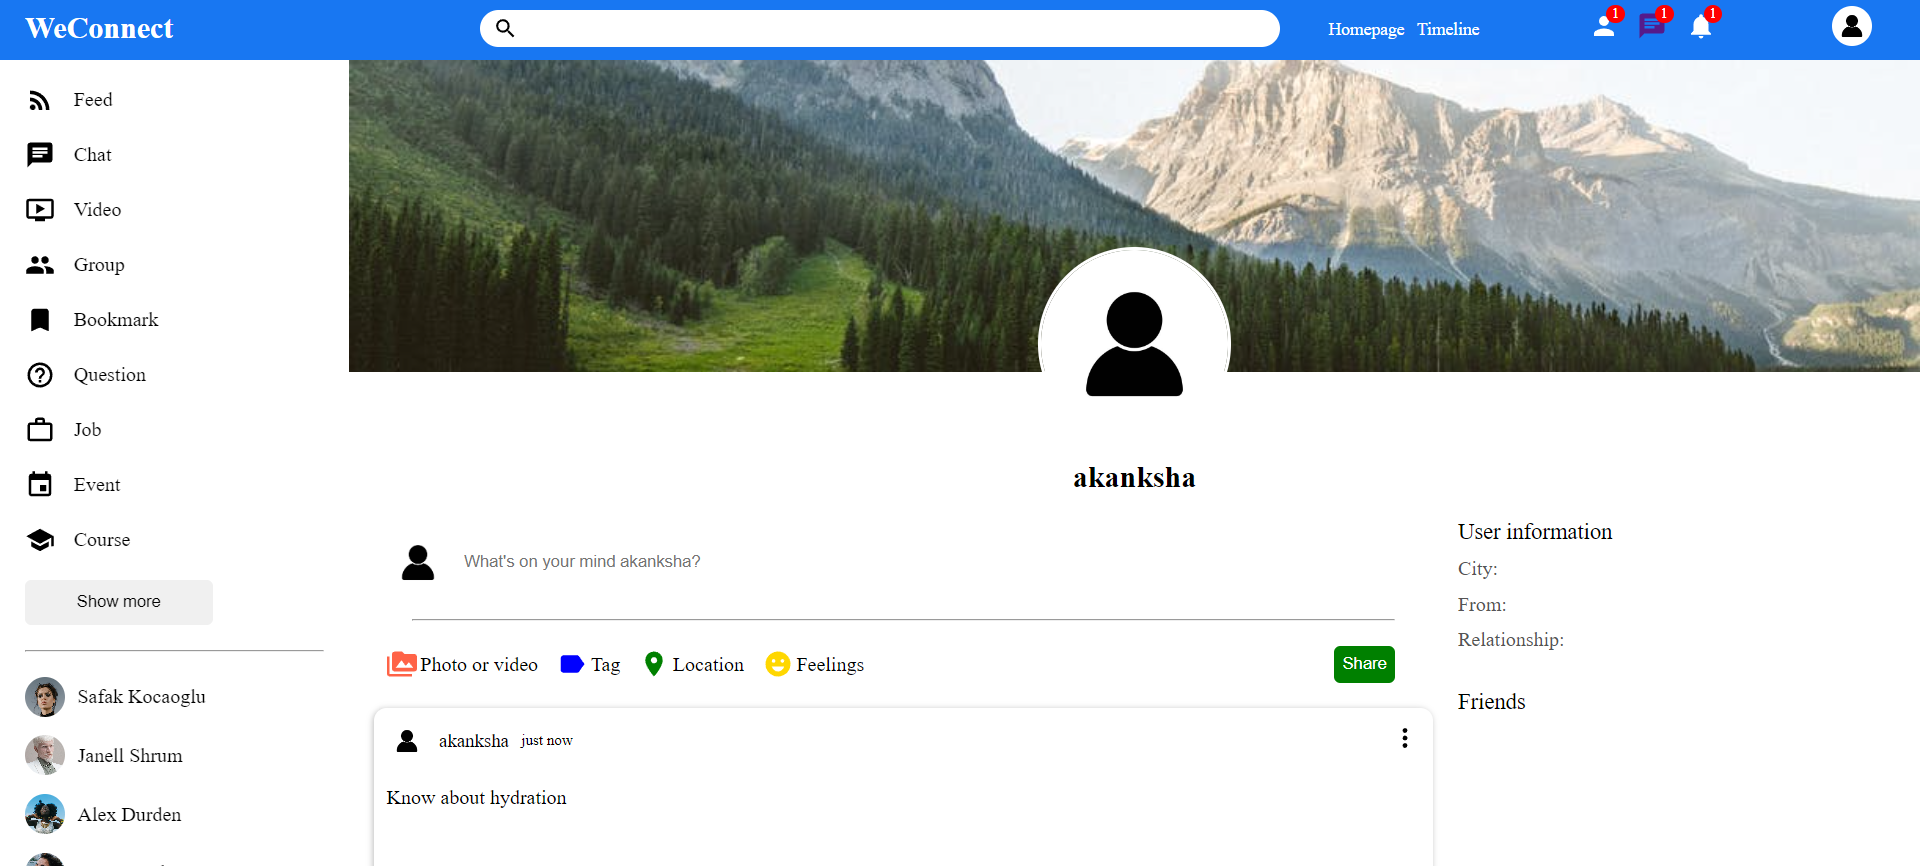 WeConnect
Homepage Timeline
1
1
1
Feed
Chat
Video
Group
Bookmark
Question
Job
Event
Course
Show more
Safak Kocaoglu
Janell Shrum
Alex Durden
akanksha
What's on your mind akanksha?
Photo or video Tag Location Feelings Share
akanksha just now
Know about hydration
User information
City:
From:
Relationship:
Friends